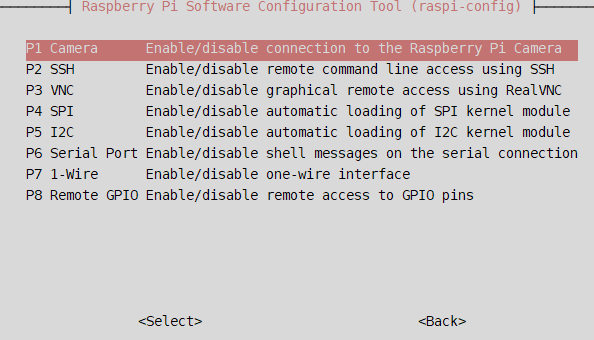 Raspberry Pi Software Configuration Tool (raspi-config)
P1 Camera Enable/disable connection to the Raspberry Pi Camera
P2 SSH Enable/disable remote command line access using SSH
P3 VNC Enable/disable graphical remote access using RealVNC
P4 SPI Enable/disable automatic loading of SPI kernel module
P5 I2C Enable/disable automatic loading of I2C kernel module
P6 Serial Port Enable/disable shell messages on the serial connection
P7 1-Wire Enable/disable one-wire interface
P8 Remote GPIO Enable/disable remote access to GPIO pins
<Select> <Back>